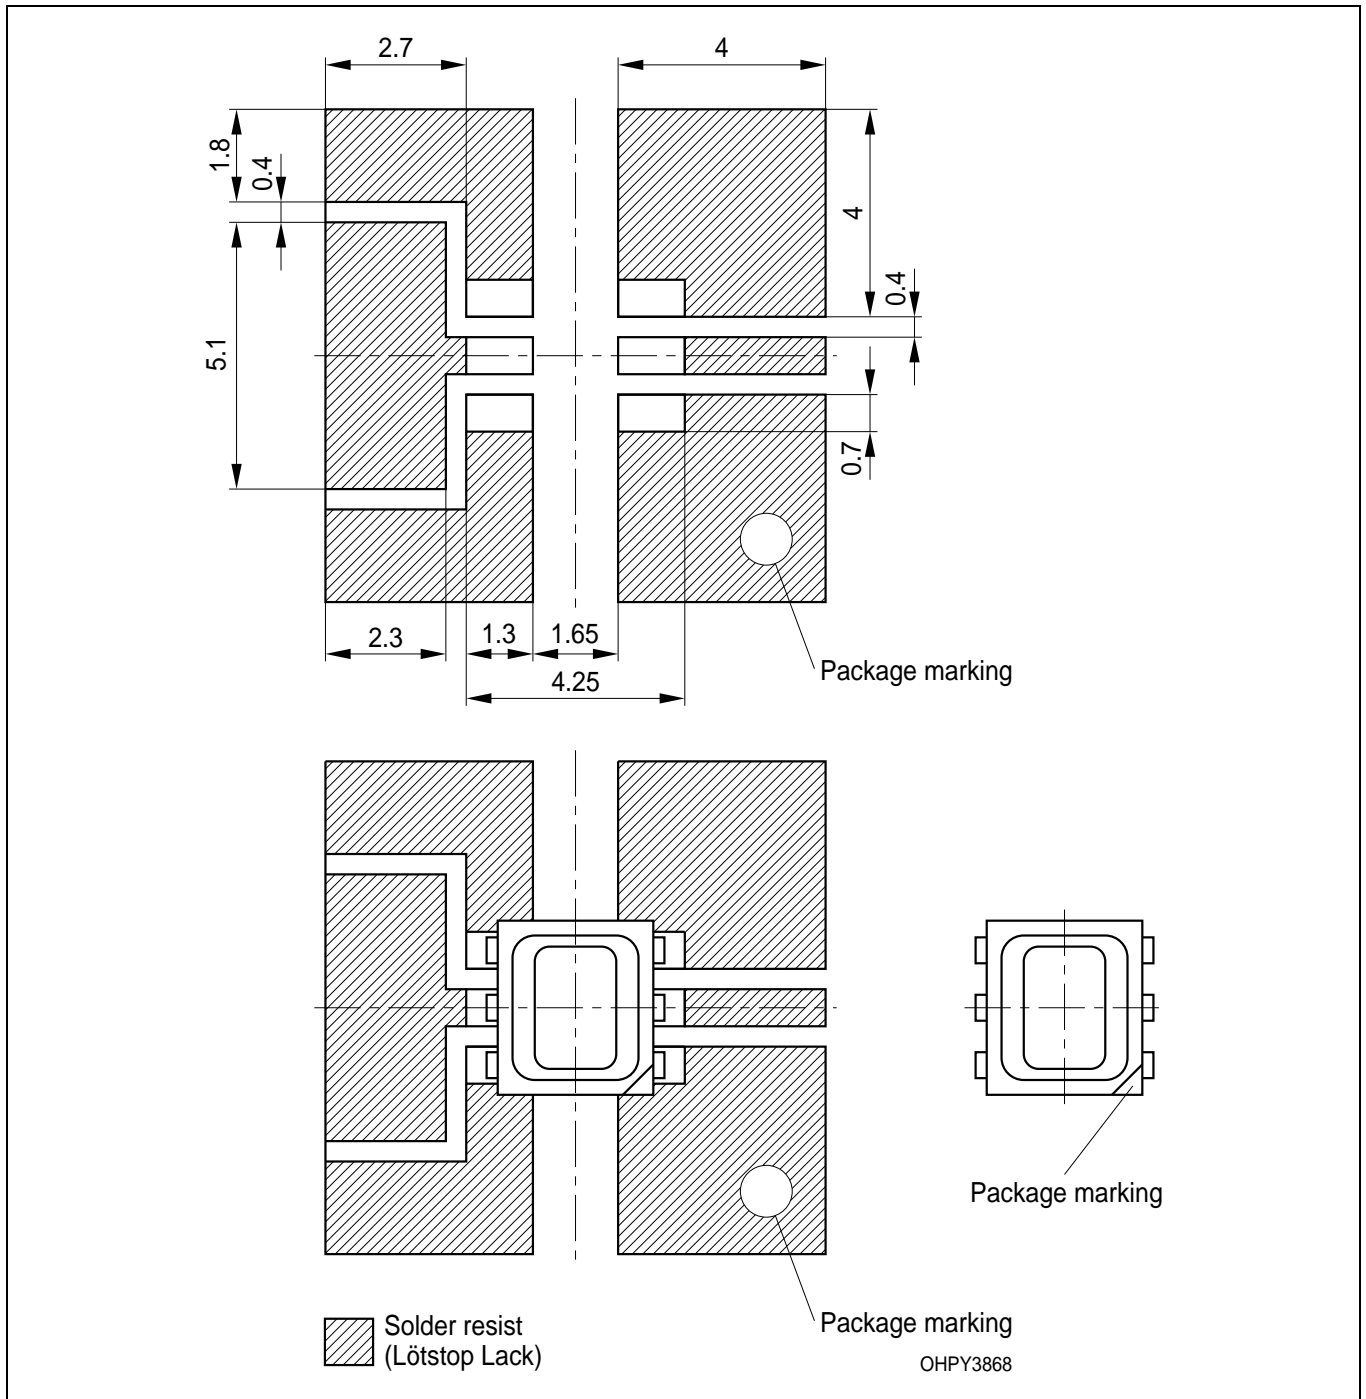 2.7
4
1.8
0.4
4
0.4
5.1
0.7
2.3
1.3
1.65
4.25
Package marking
Package marking
Package marking
Solder resist
(Lötstop Lack)
OHPY3868